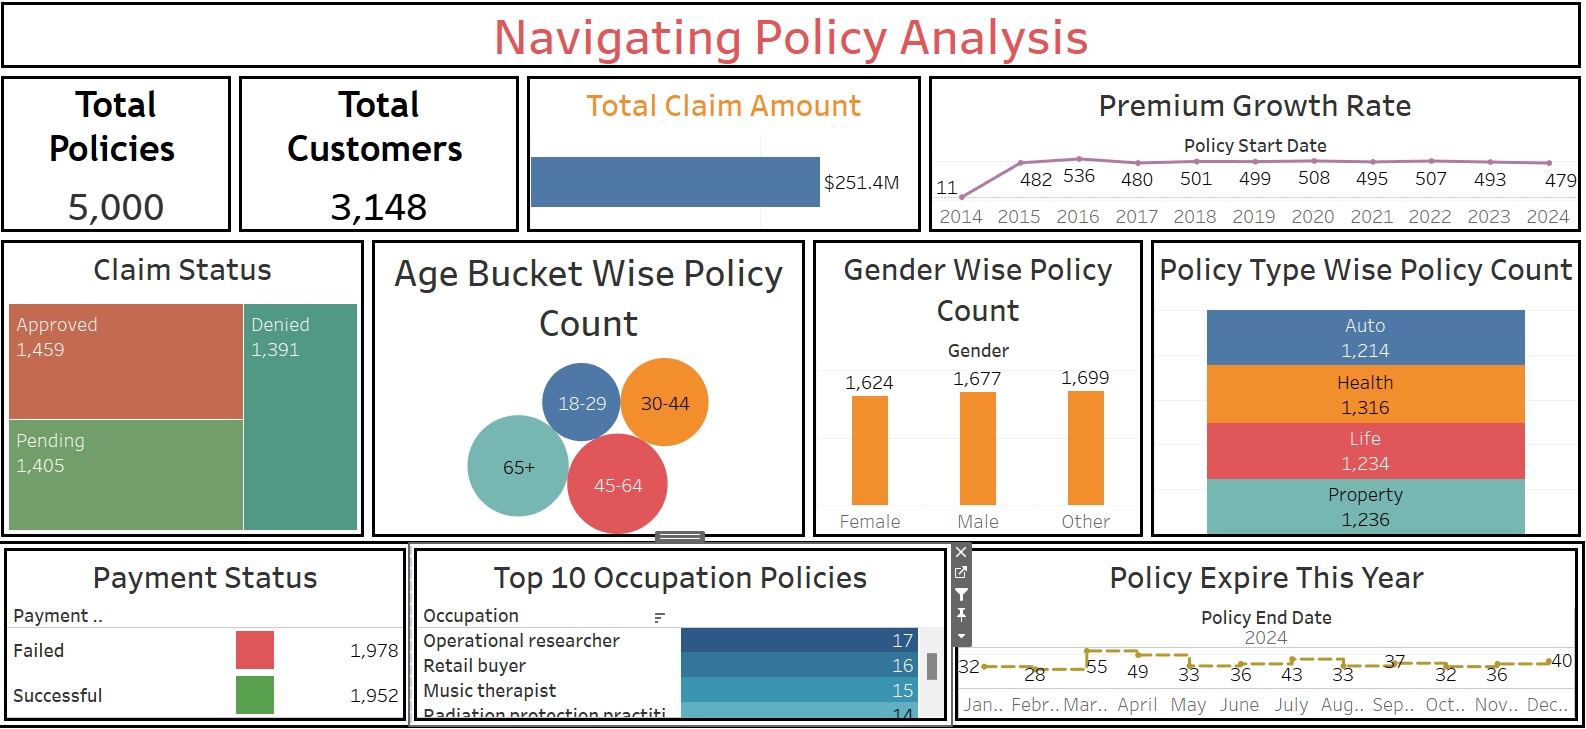 Navigating Policy Analysis
Total
Policies
5,000
Total
Customers
3,148
Total Claim Amount
$251.4M
Premium Growth Rate
Policy Start Date
11 482 536 480 501 499 508 495 507 493 479
2014 2015 2016 2017 2018 2019 2020 2021 2022 2023 2024
Claim Status
Approved
1,459
Pending
1,405
Denied
1,391
Age Bucket Wise Policy
Count
18-29
30-44
65+
45-64
Gender Wise Policy
Count
Gender
1,624 1,677 1,699
Female Male Other
Policy Type Wise Policy Count
Auto
1,214
Health
1,316
Life
1,234
Property
1,236
Payment Status
Payment ..
Failed 1,978
Successful 1,952
Top 10 Occupation Policies
Occupation
Operational researcher 17
Retail buyer 16
Music therapist 15
Radiation protection practiti 14
Policy Expire This Year
Policy End Date
2024
32 28 55 49 33 36 43 33 37 32 36 40
Jan.. Febr.. Mar.. April May June July Aug.. Sep.. Oct.. Nov.. Dec..